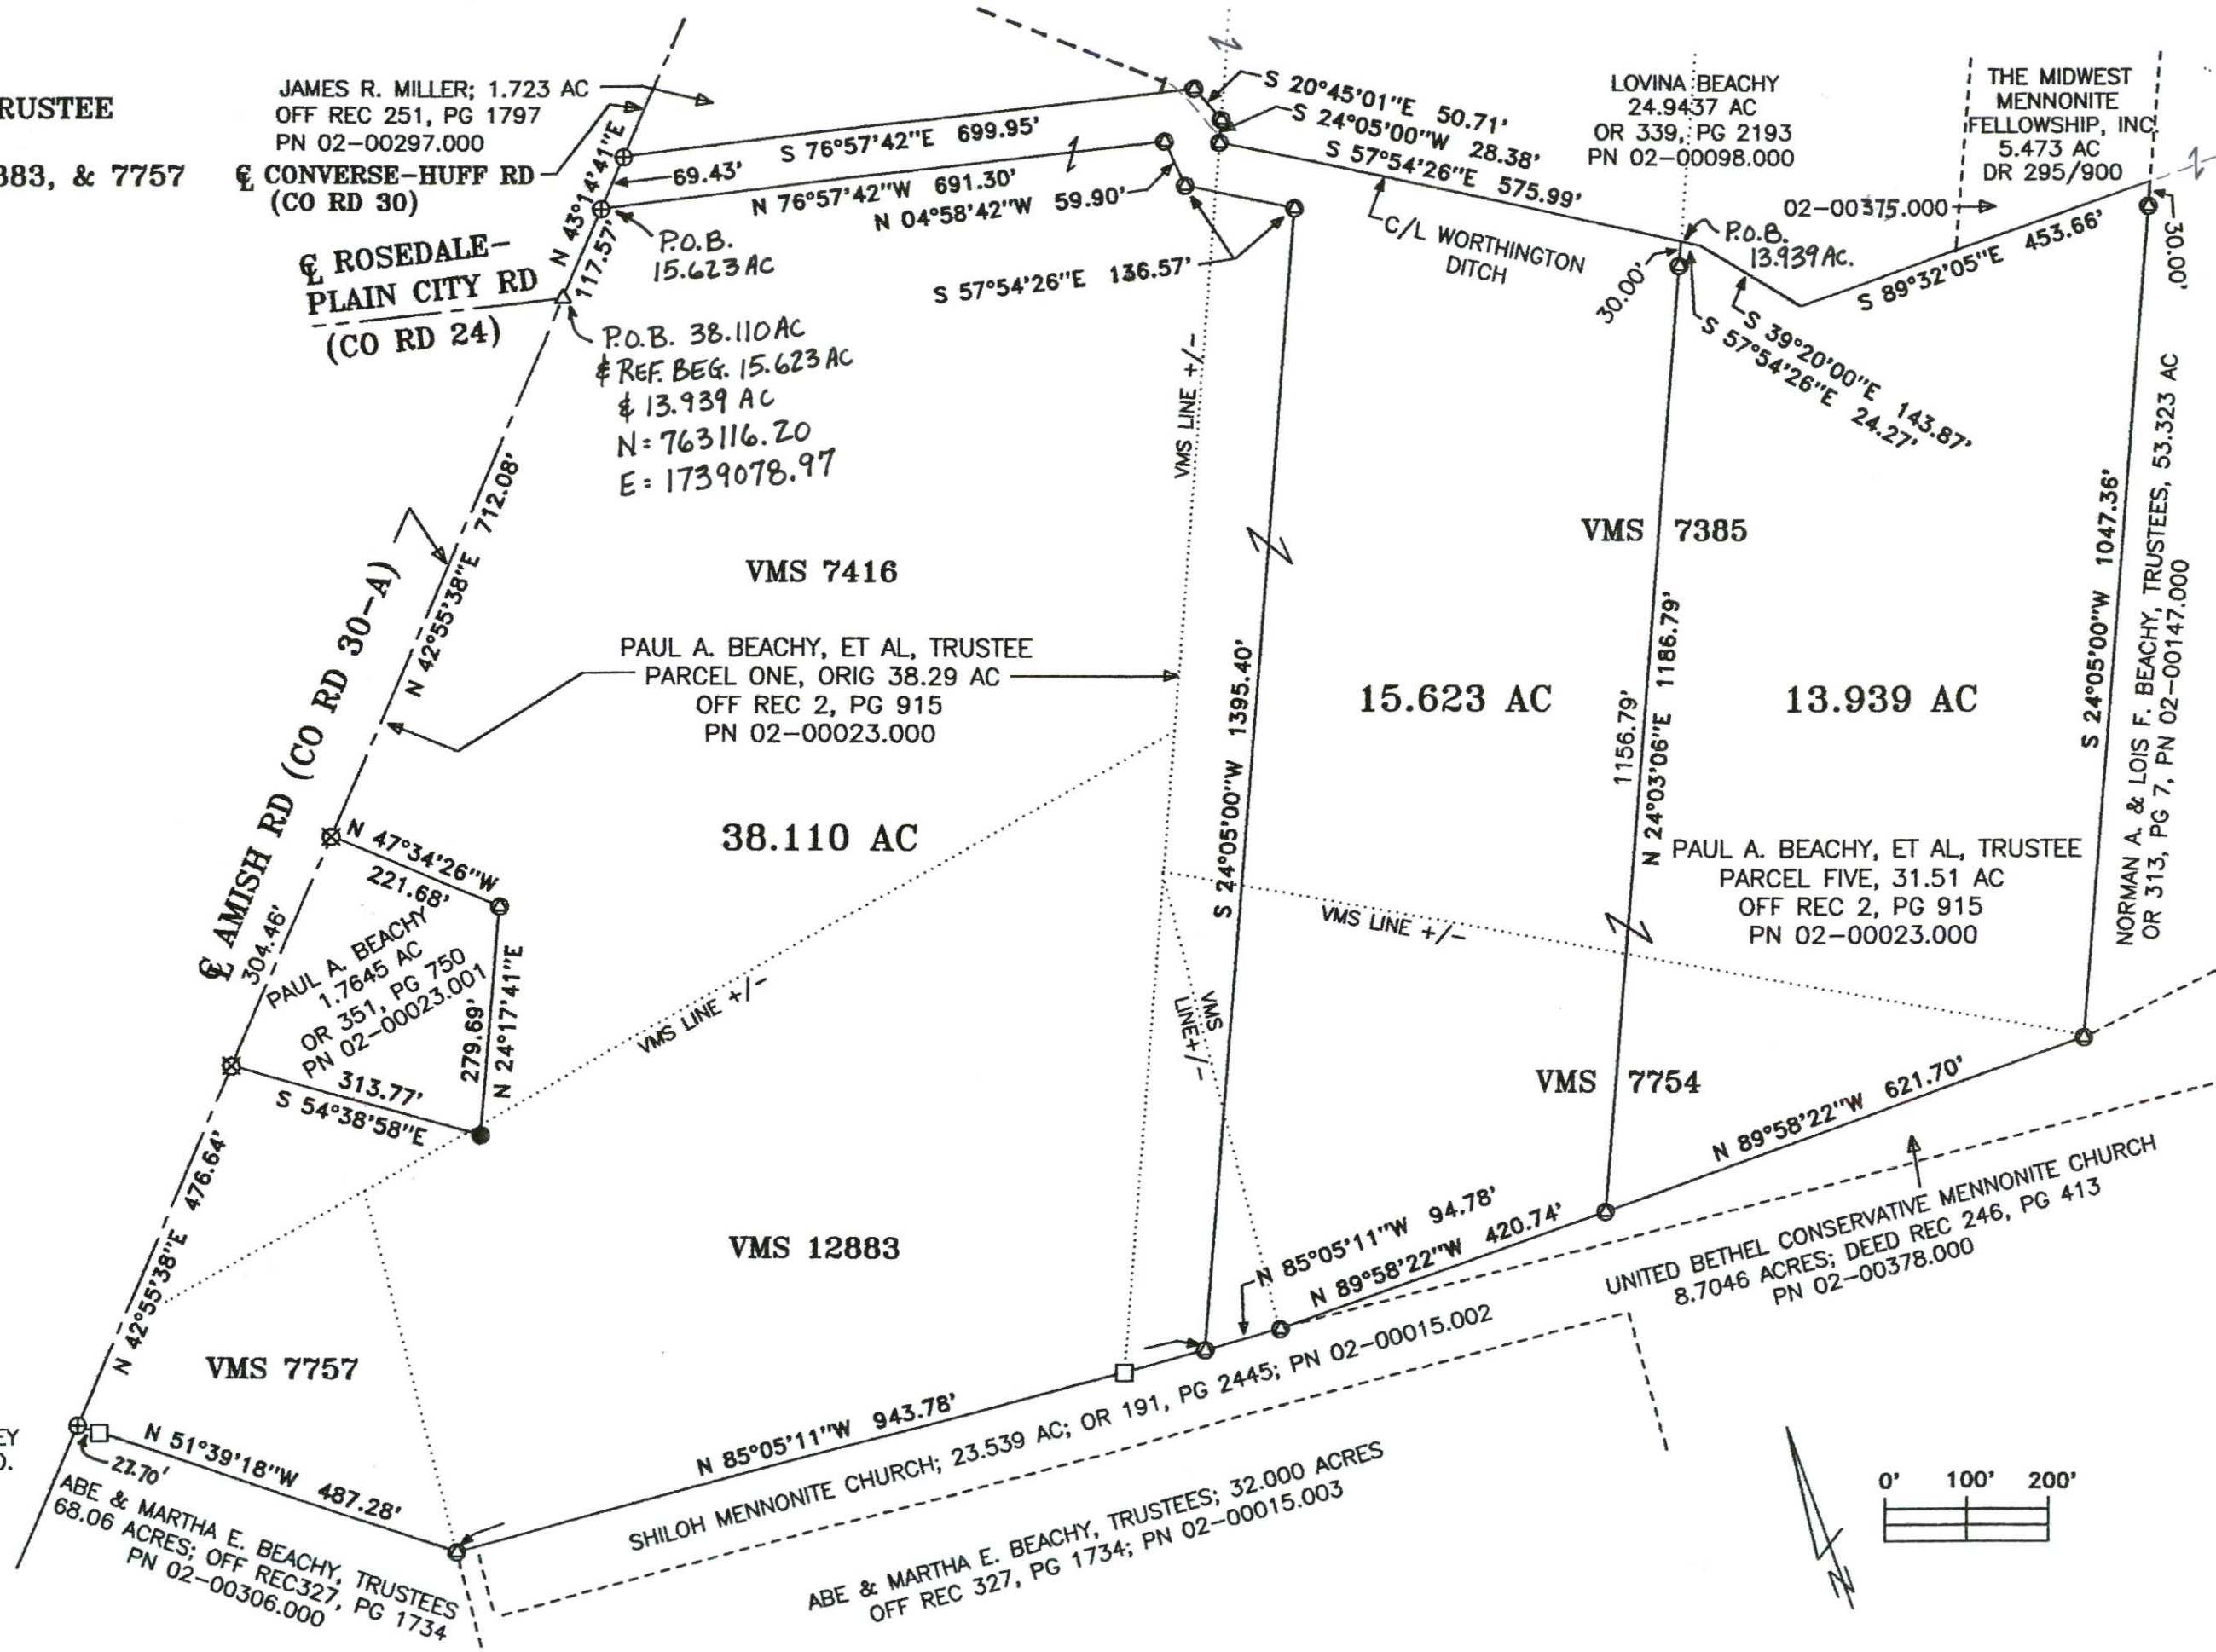 RUSTEE
383, & 7757
JAMES R. MILLER; 1.723 AC
OFF REC 251, PG 1797
PN 02-00297.000
℄ CONVERSE-HUFF RD
(CO RD 30)
℄ ROSEDALE-
PLAIN CITY RD
(CO RD 24)
N 43°14'41"E
117.57'
69.43'
S 76°57'42"E 699.95'
N 76°57'42"W 691.30'
N 04°58'42"W 59.90'
S 57°54'26"E 136.57'
P.O.B.
15.623 AC
P.O.B. 38.110 AC
& REF. BEG. 15.623 AC
& 13.939 AC
N= 763116.20
E= 1739078.97
S 20°45'01"E 50.71'
S 24°05'00"W 28.38'
S 57°54'26"E 575.99'
C/L WORTHINGTON
DITCH
LOVINA BEACHY
24.9437 AC
OR 339, PG 2193
PN 02-00098.000
THE MIDWEST
MENNONITE
FELLOWSHIP, INC
5.473 AC
DR 295/900
02-00375.000
P.O.B.
13.939 AC.
30.00'
S 89°32'05"E 453.66'
30.00'
S 39°20'00"E 143.87'
S 57°54'26"E 24.27'
VMS LINE +/-
N 42°55'38"E 712.08'
℄ AMISH RD (CO RD 30-A)
VMS 7416
VMS 7385
PAUL A. BEACHY, ET AL, TRUSTEE
PARCEL ONE, ORIG 38.29 AC
OFF REC 2, PG 915
PN 02-00023.000
38.110 AC
15.623 AC
13.939 AC
S 24°05'00"W 1395.40'
1156.79'
N 24°03'06"E 1186.79'
S 24°05'00"W 1047.36'
NORMAN A. & LOIS F. BEACHY, TRUSTEES, 53.323 AC
OR 313, PG 7, PN 02-00147.000
PAUL A. BEACHY, ET AL, TRUSTEE
PARCEL FIVE, 31.51 AC
OFF REC 2, PG 915
PN 02-00023.000
N 47°34'26"W
221.68'
304.46'
PAUL A. BEACHY
1.7645 AC
OR 351, PG 750
PN 02-00023.001
279.69'
N 24°17'41"E
313.77'
S 54°38'58"E
VMS LINE +/-
VMS LINE +/-
VMS
LINE+/-
VMS 7754
N 42°55'38"E 476.64'
VMS 12883
VMS 7757
N 89°58'22"W 621.70'
N 85°05'11"W 94.78'
N 89°58'22"W 420.74'
UNITED BETHEL CONSERVATIVE MENNONITE CHURCH
8.7046 ACRES; DEED REC 246, PG 413
PN 02-00378.000
EY
D.
27.70'
N 51°39'18"W 487.28'
N 85°05'11"W 943.78'
SHILOH MENNONITE CHURCH; 23.539 AC; OR 191, PG 2445; PN 02-00015.002
ABE & MARTHA E. BEACHY, TRUSTEES
68.06 ACRES; OFF REC327, PG 1734
PN 02-00306.000
ABE & MARTHA E. BEACHY, TRUSTEES; 32.000 ACRES
OFF REC 327, PG 1734; PN 02-00015.003
N
0' 100' 200'